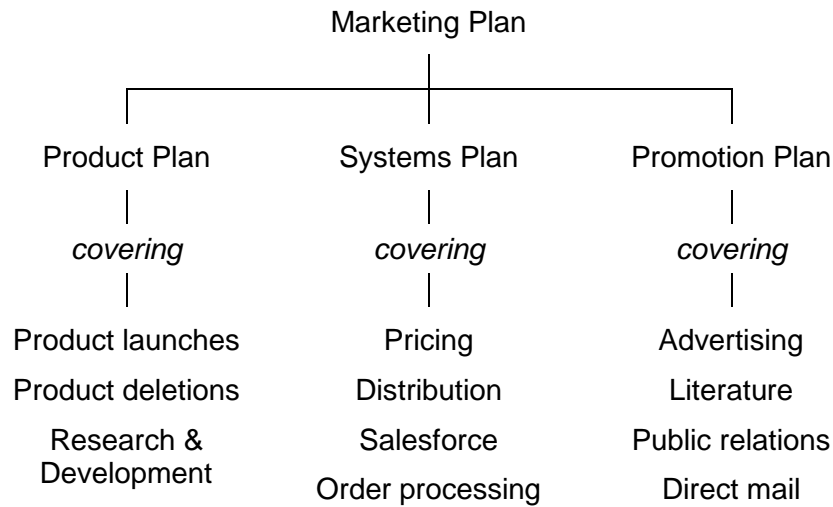 Marketing Plan
Product Plan
Systems Plan
Promotion Plan
covering
covering
covering
Product launches
Pricing
Advertising
Product deletions
Distribution
Literature
Research &
Development
Salesforce
Public relations
Order processing
Direct mail